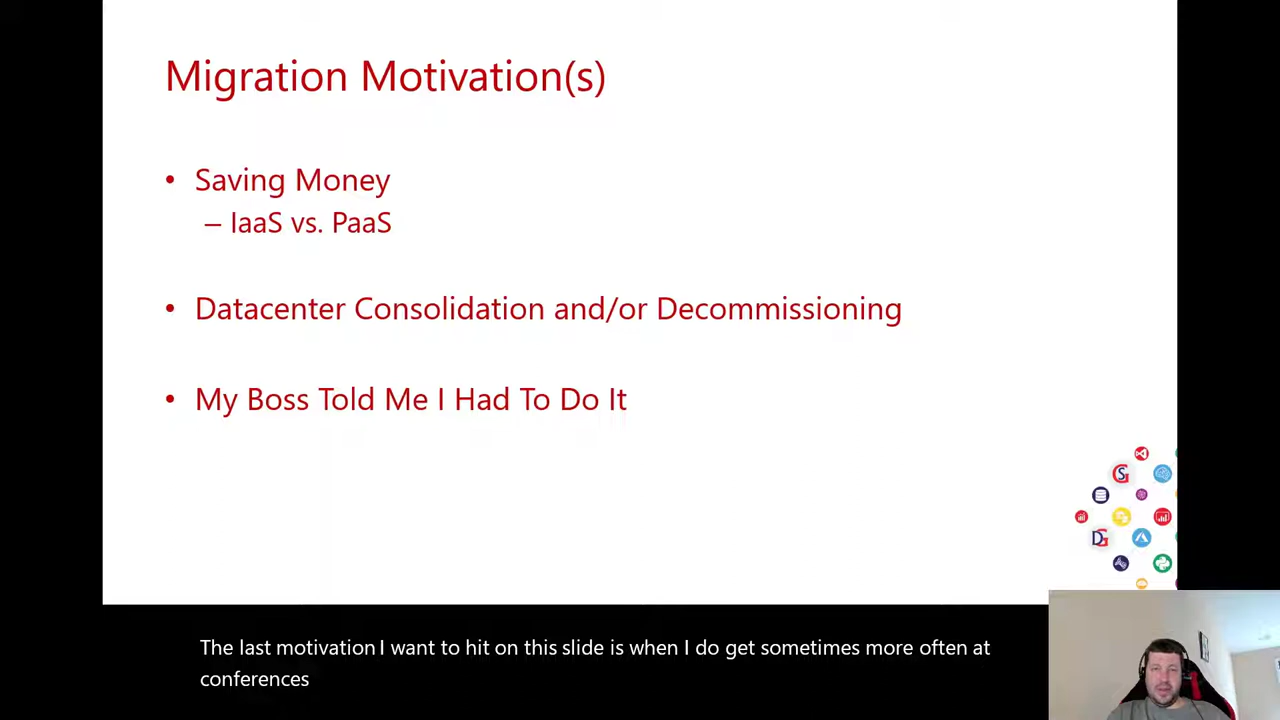 Migration Motivation(s)
• Saving Money
– IaaS vs. PaaS
• Datacenter Consolidation and/or Decommissioning
• My Boss Told Me I Had To Do It
GS
DG
The last motivation I want to hit on this slide is when I do get sometimes more often at
conferences